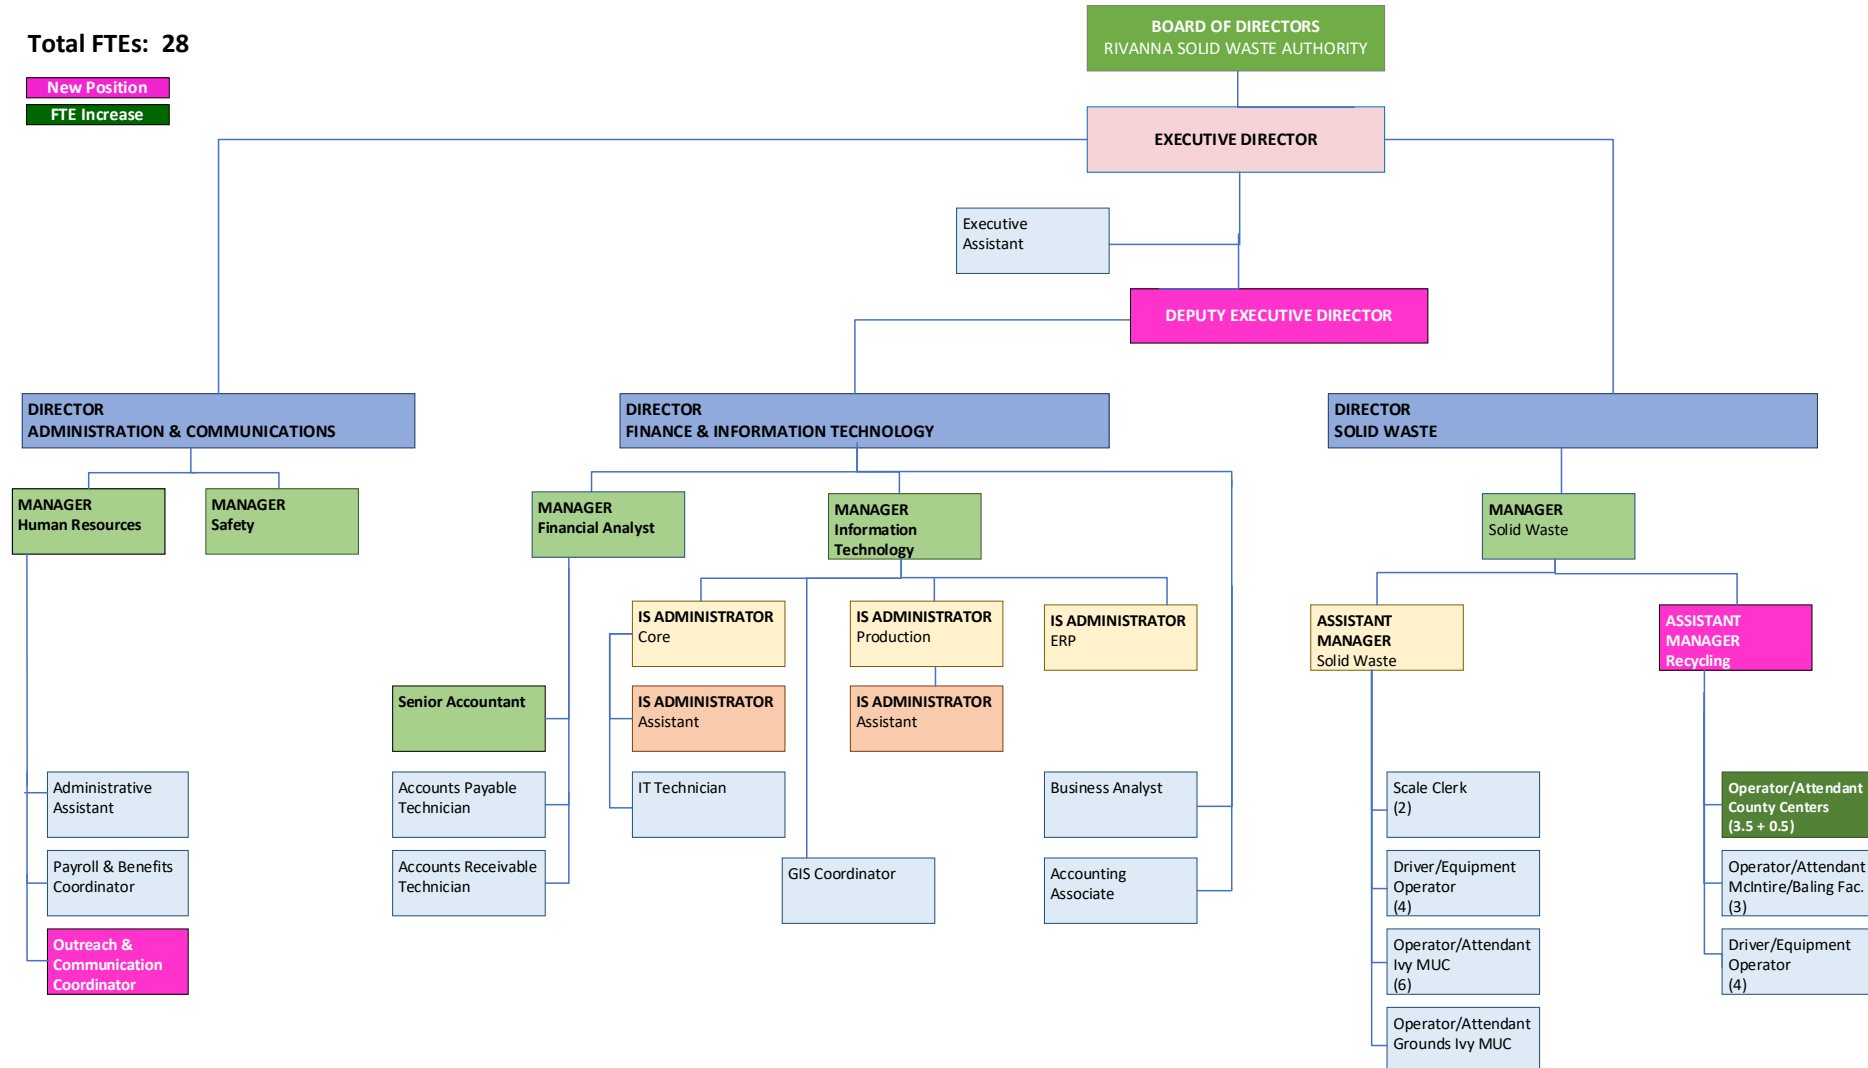 Total FTEs: 28
New Position
FTE Increase
BOARD OF DIRECTORS
RIVANNA SOLID WASTE AUTHORITY
EXECUTIVE DIRECTOR
Executive
Assistant
DEPUTY EXECUTIVE DIRECTOR
DIRECTOR
ADMINISTRATION & COMMUNICATIONS
DIRECTOR
FINANCE & INFORMATION TECHNOLOGY
DIRECTOR
SOLID WASTE
MANAGER
Human Resources
MANAGER
Safety
MANAGER
Financial Analyst
MANAGER
Information
Technology
MANAGER
Solid Waste
IS ADMINISTRATOR
Core
IS ADMINISTRATOR
Production
IS ADMINISTRATOR
ERP
ASSISTANT
MANAGER
Solid Waste
ASSISTANT
MANAGER
Recycling
Senior Accountant
IS ADMINISTRATOR
Assistant
IS ADMINISTRATOR
Assistant
Administrative
Assistant
Accounts Payable
Technician
IT Technician
Business Analyst
Scale Clerk
(2)
Operator/Attendant
County Centers
(3.5 + 0.5)
Payroll & Benefits
Coordinator
Accounts Receivable
Technician
GIS Coordinator
Accounting
Associate
Driver/Equipment
Operator
(4)
Operator/Attendant
McIntire/Baling Fac.
(3)
Outreach &
Communication
Coordinator
Operator/Attendant
Ivy MUC
(6)
Driver/Equipment
Operator
(4)
Operator/Attendant
Grounds Ivy MUC